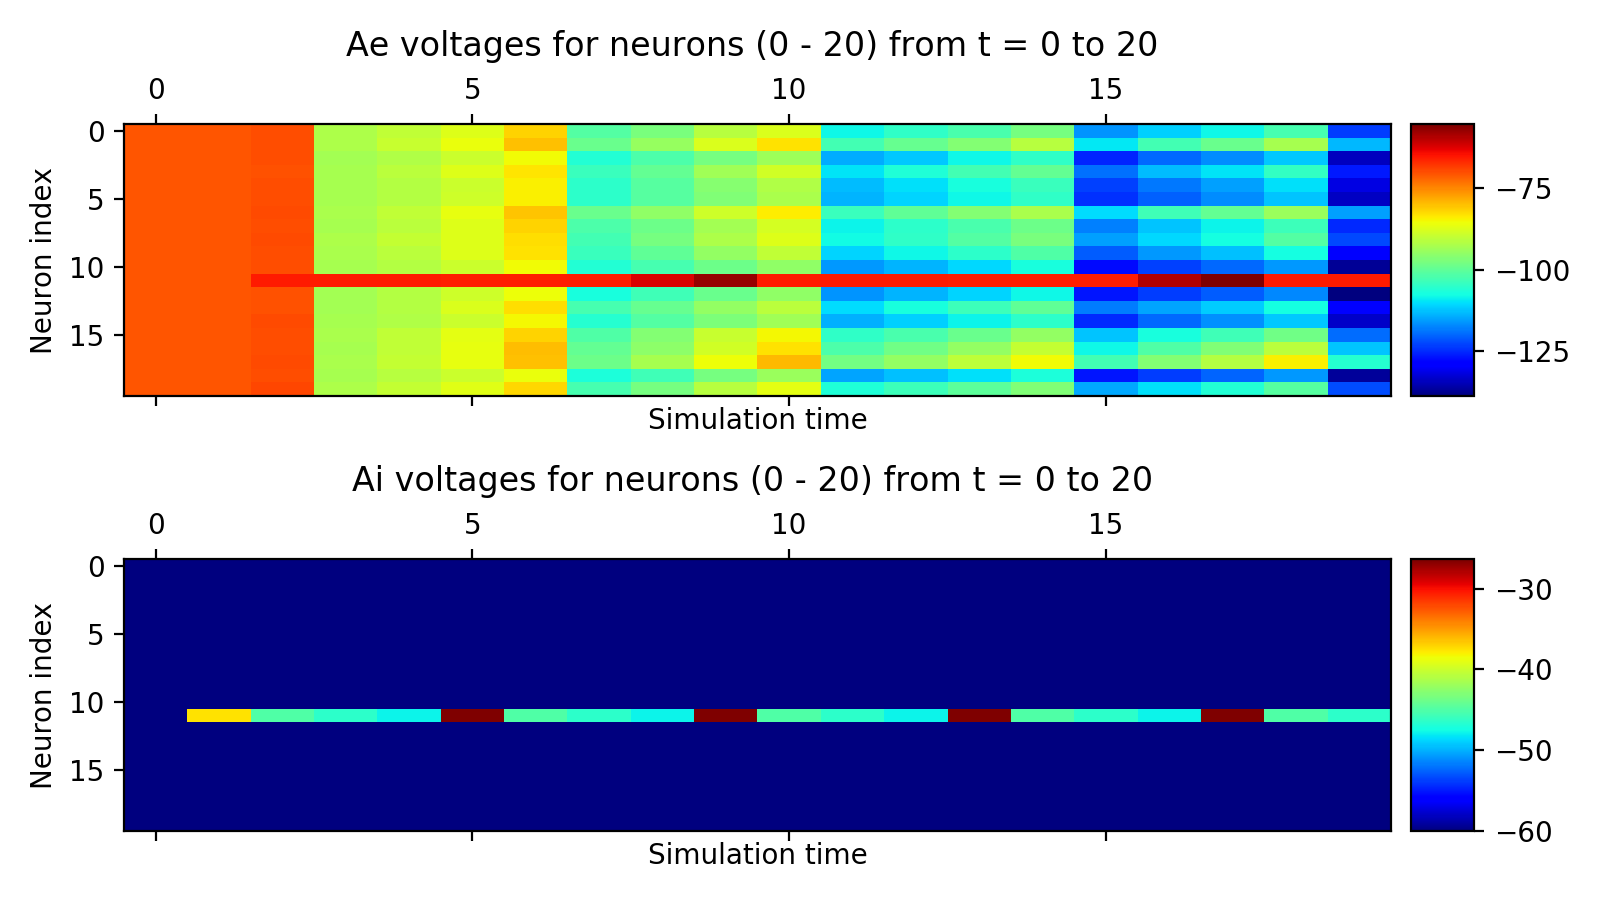 Ae voltages for neurons (0 - 20) from t = 0 to 20
0 5 10 15
Neuron index
0
5
10
15
Simulation time
−75
−100
−125
Ai voltages for neurons (0 - 20) from t = 0 to 20
0 5 10 15
Neuron index
0
5
10
15
Simulation time
−30
−40
−50
−60